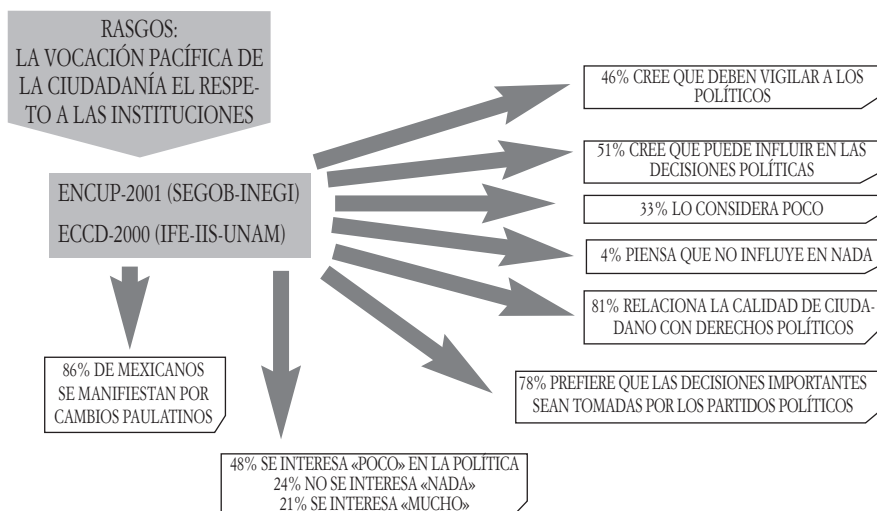 RASGOS:
LA VOCACIÓN PACÍFICA DE
LA CIUDADANÍA EL RESPE-
TO A LAS INSTITUCIONES
ENCUP-2001 (SEGOB-INEGI)
ECCD-2000 (IFE-IIS-UNAM)
46% CREE QUE DEBEN VIGILAR A LOS
POLÍTICOS
51% CREE QUE PUEDE INFLUIR EN LAS
DECISIONES POLÍTICAS
33% LO CONSIDERA POCO
4% PIENSA QUE NO INFLUYE EN NADA
81% RELACIONA LA CALIDAD DE CIUDA-
DANO CON DERECHOS POLÍTICOS
78% PREFIERE QUE LAS DECISIONES IMPORTANTES
SEAN TOMADAS POR LOS PARTIDOS POLÍTICOS
86% DE MEXICANOS
SE MANIFIESTAN POR
CAMBIOS PAULATINOS
48% SE INTERESA «POCO» EN LA POLÍTICA
24% NO SE INTERESA «NADA»
21% SE INTERESA «MUCHO»